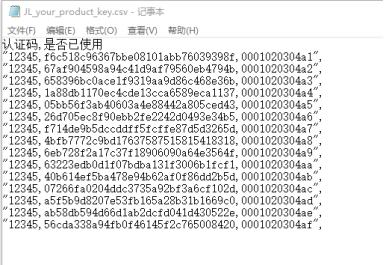 JL_your_product_key.csv - 记事本
文件(F) 编辑(E) 格式(O) 查看(V) 帮助(H)
认证码,是否已使用
"12345,f6c518c96367bbe08101abb76039398f,0001020304a1",
"12345,67af904598a94c41d9af79560eb4794b,0001020304a2",
"12345,658396bc0ace1f9319aa9d86c468e36b,0001020304a3",
"12345,1a88db1170ec4cde13cca6589eca1137,0001020304a4",
"12345,05bb56f3ab40603a4e88442a805ced43,0001020304a5",
"12345,26d705ec8f90ebb2fe2242d0493e34b5,0001020304a6",
"12345,f714de9b5dccddff5fcffe87d5d3265d,0001020304a7",
"12345,4bfb7772c9bd17637587515815418318,0001020304a8",
"12345,6eb728f2a17c37f18906090a64e3564f,0001020304a9",
"12345,63223edb0d1f07bdba131f3006b1f1f1,0001020304aa",
"12345,40b614ef5ba478e94b62af0f86dd2b5d,0001020304ab",
"12345,07266fa0204ddc3735a92bf3a6cf102d,0001020304ac",
"12345,a5f5b9d8207e53fb165a28b31b1669c0,0001020304ad",
"12345,ab58db594d66d1ab2dcfd041d430522e,0001020304ae",
"12345,56cda338a94fb0f46145f2c765008420,0001020304af",